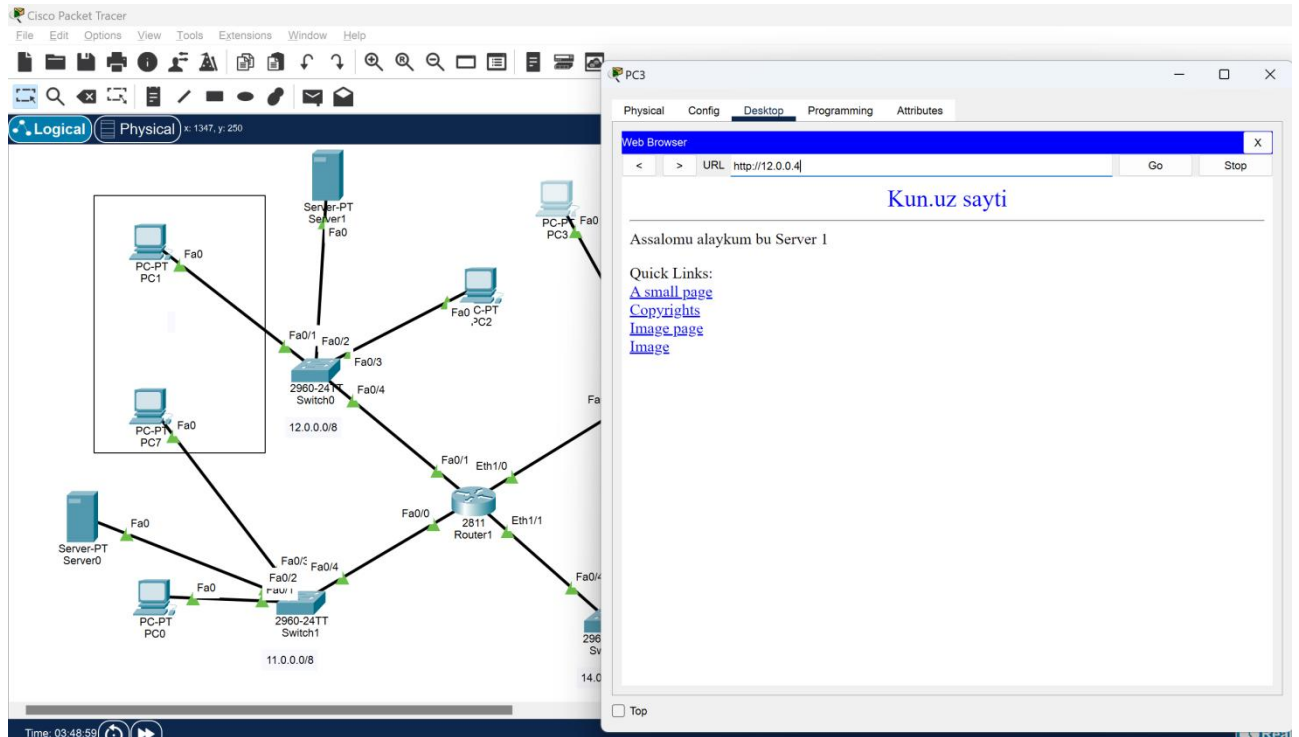 Cisco Packet Tracer
File Edit Options View Tools Extensions Window Help
Logical Physical x: 1347, y: 250
Server-PT
Server1
Fa0
PC-PT
PC1
Fa0
PC3
Fa0
Fa0
PC2
Fa0/1
Fa0/2
Fa0/3
Fa0/4
2960-24TT
Switch0
12.0.0.0/8
PC-PT
PC7
Fa0
Fa0/1
Eth1/0
Fa0/0
2811
Router1
Eth1/1
Server-PT
Server0
Fa0
Fa0/4
Fa0/2
Fa0
PC-PT
PC0
2960-24TT
Switch1
11.0.0.0/8
Time: 03:48:59
PC3
Physical Config Desktop Programming Attributes
Web Browser X
< > URL http://12.0.0.4 Go Stop
Kun.uz sayti
Assalomu alaykum bu Server 1
Quick Links:
A small page
Copyrights
Image page
Image
Top